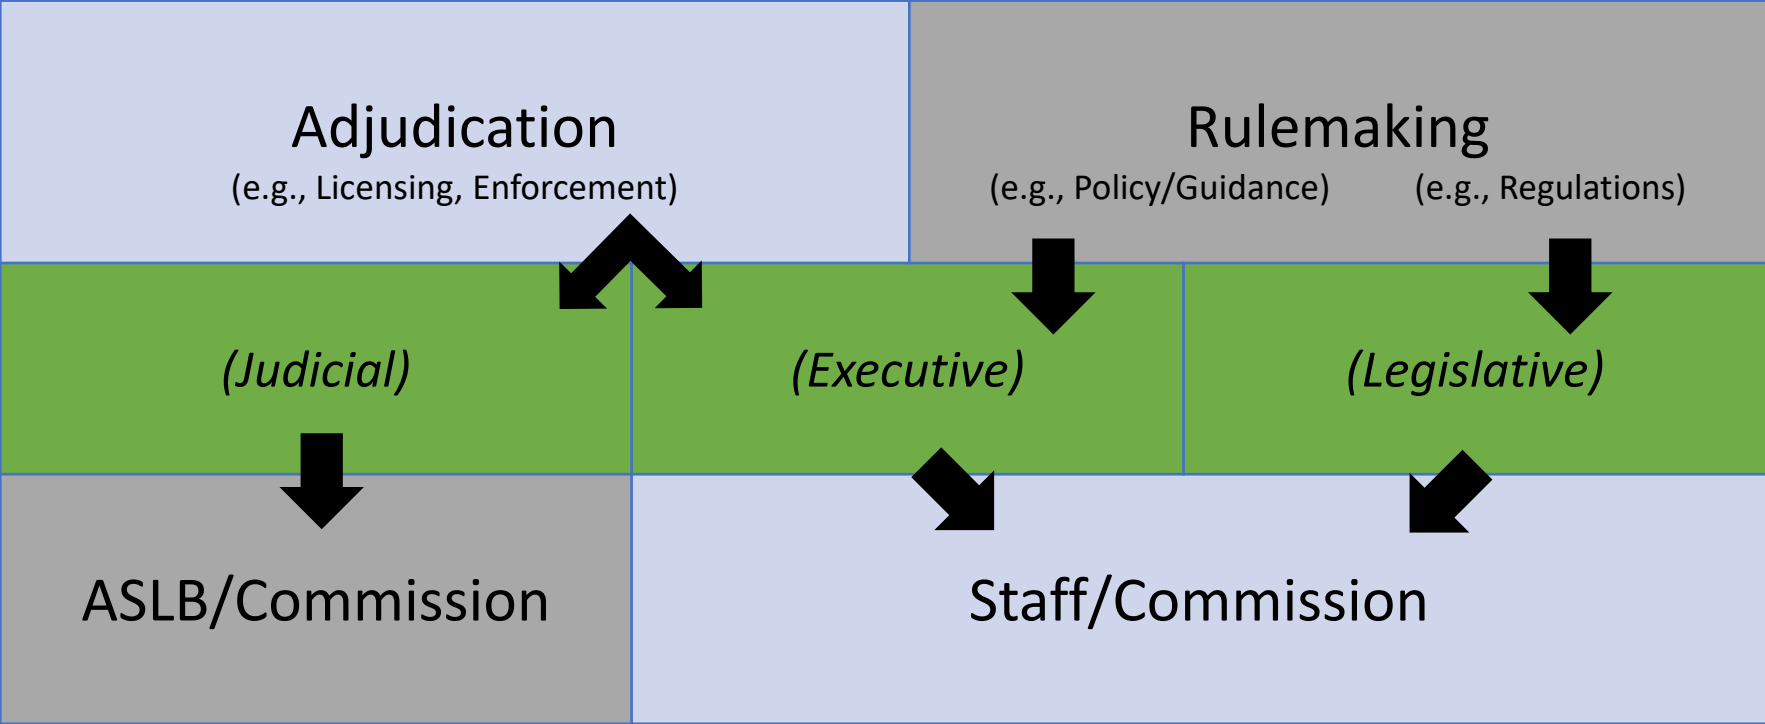 Adjudication
(e.g., Licensing, Enforcement)
Rulemaking
(e.g., Policy/Guidance)
(e.g., Regulations)
(Judicial)
(Executive)
(Legislative)
ASLB/Commission
Staff/Commission